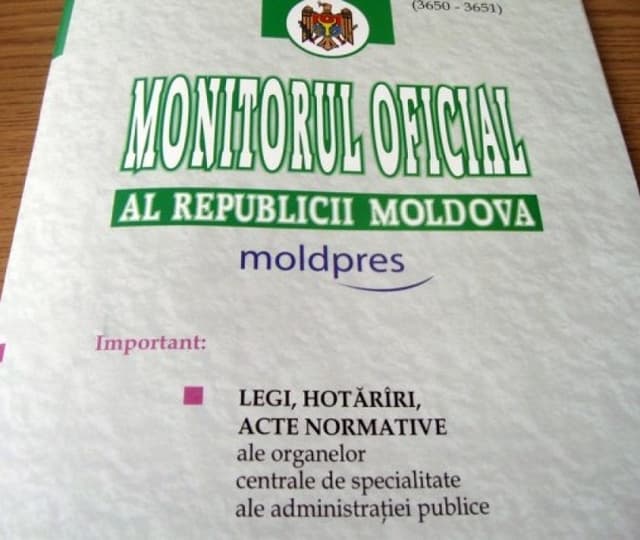 (3650 - 3651)
MONITORUL OFICIAL
AL REPUBLICII MOLDOVA
moldpres
Important:
LEGI, HOTĂRÎRI,
ACTE NORMATIVE
ale organelor
centrale de specialitate
ale administrației publice